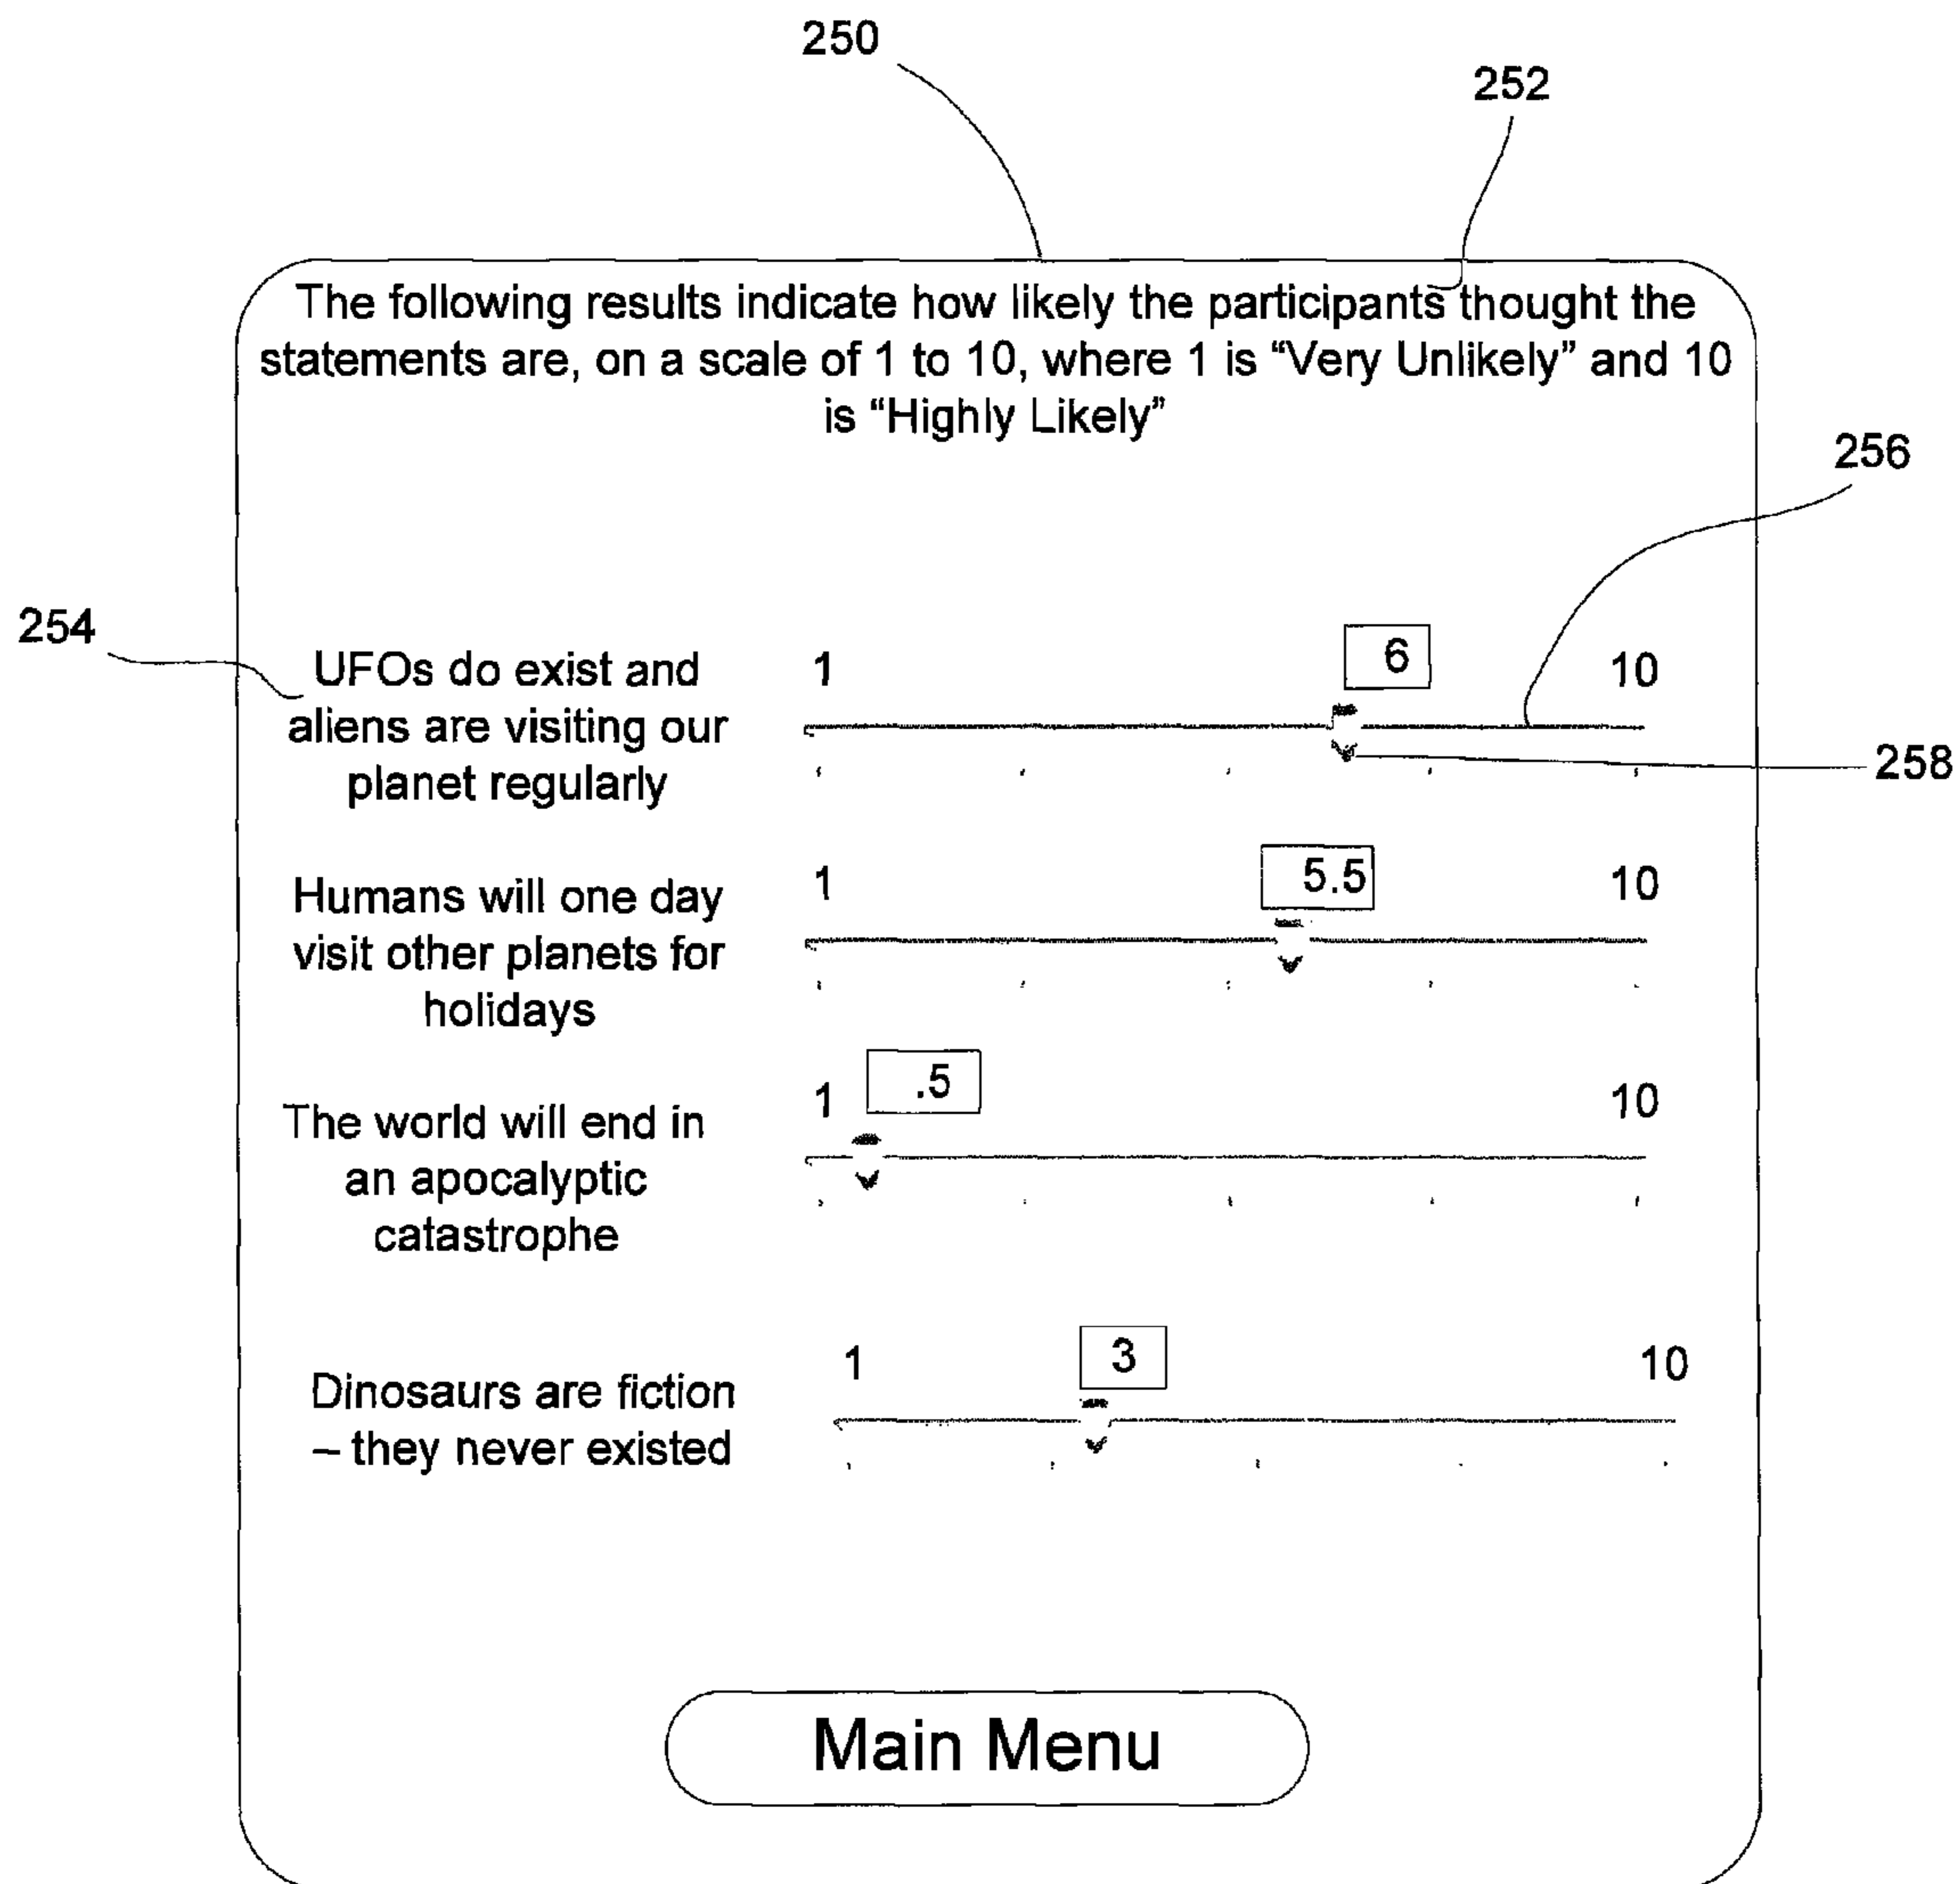 250
252
The following results indicate how likely the participants thought the
statements are, on a scale of 1 to 10, where 1 is “Very Unlikely” and 10
is “Highly Likely”
256
254
UFOs do exist and
aliens are visiting our
planet regularly
1
6
10
258
Humans will one day
visit other planets for
holidays
1
5.5
10
The world will end in
an apocalyptic
catastrophe
1
.5
10
Dinosaurs are fiction
– they never existed
1
3
10
Main Menu